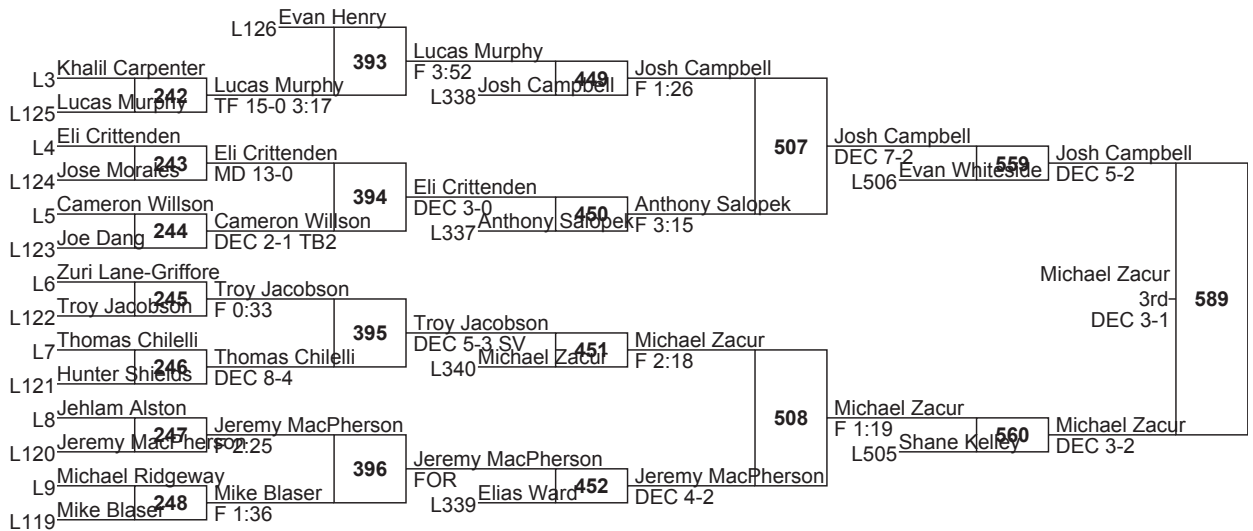 Evan Henry
L126
393
Lucas Murphy
F 3:52
Khalil Carpenter
L3
242
Lucas Murphy
TF 15-0 3:17
Lucas Murphy
L125
449
Josh Campbell
F 1:26
Josh Campbell
L338
Eli Crittenden
L4
243
Eli Crittenden
MD 13-0
Jose Morales
L124
394
Eli Crittenden
DEC 3-0
Cameron Willson
L5
244
Cameron Willson
DEC 2-1 TB2
Joe Dang
L123
450
Anthony Salopek
F 3:15
Anthony Salopek
L337
507
Josh Campbell
DEC 7-2
559
Josh Campbell
DEC 5-2
Evan Whiteside
L506
Zuri Lane-Griffore
L6
245
Troy Jacobson
F 0:33
Troy Jacobson
L122
395
Troy Jacobson
DEC 5-3 SV
Thomas Chilelli
L7
246
Thomas Chilelli
DEC 8-4
Hunter Shields
L121
451
Michael Zacur
F 2:18
Michael Zacur
L340
Jehlam Alston
L8
247
Jeremy MacPherson
F 2:25
Jeremy MacPherson
L120
396
Jeremy MacPherson
FOR
Michael Ridgeway
L9
248
Mike Blaser
F 1:36
Mike Blaser
L119
452
Jeremy MacPherson
DEC 4-2
Elias Ward
L339
508
Michael Zacur
F 1:19
560
Michael Zacur
DEC 3-2
Shane Kelley
L505
Michael Zacur
3rd
DEC 3-1
589